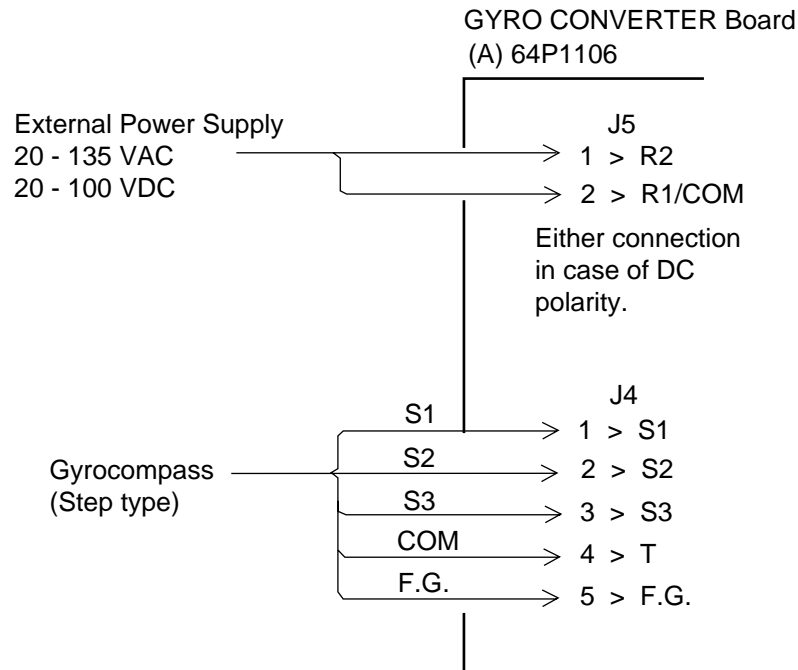 GYRO CONVERTER Board
(A) 64P1106
External Power Supply
20 - 135 VAC
20 - 100 VDC
J5
1 > R2
2 > R1/COM
Either connection
in case of DC
polarity.
J4
S1
1 > S1
Gyrocompass
(Step type)
S2
2 > S2
S3
3 > S3
COM
4 > T
F.G.
5 > F.G.